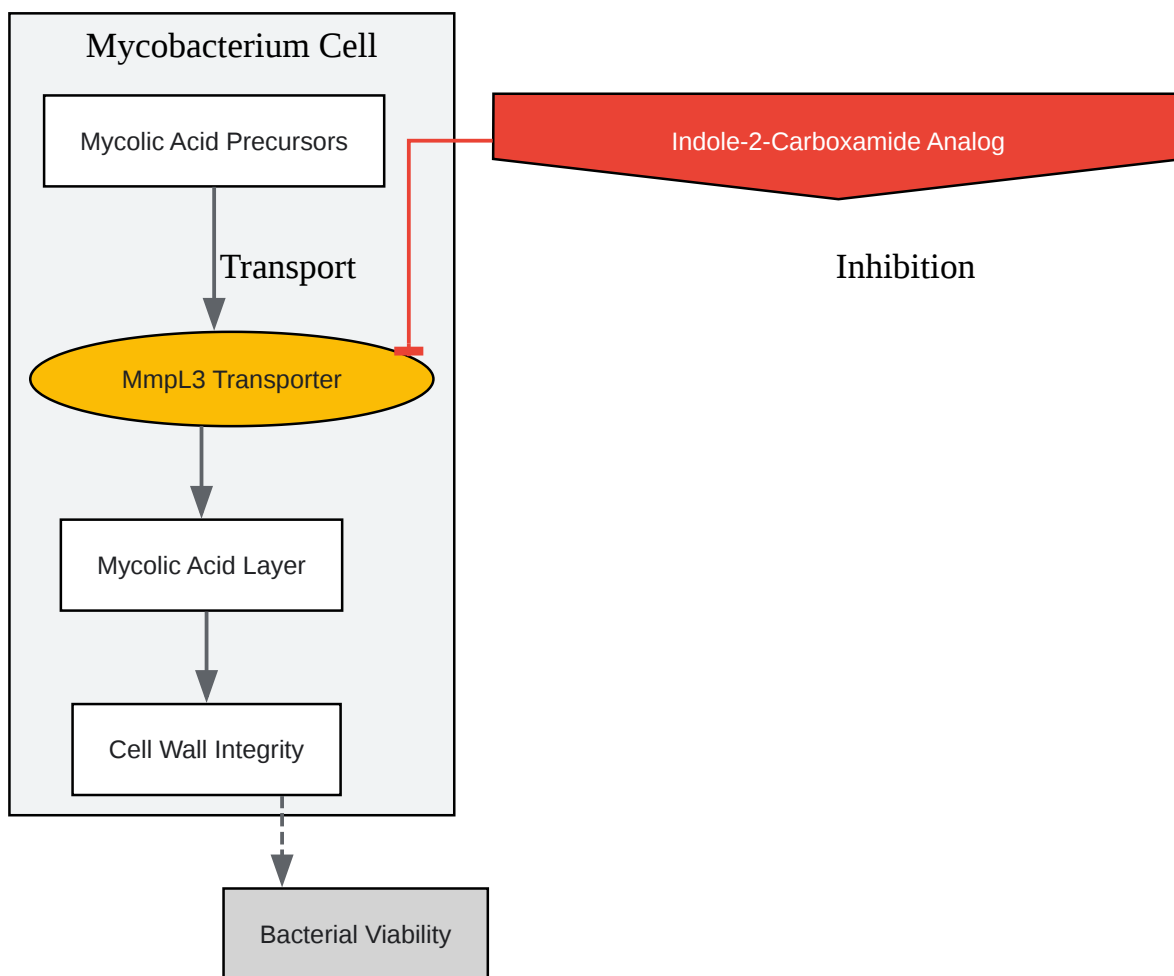 Mycobacterium Cell
Mycolic Acid Precursors
Indole-2-Carboxamide Analog
Transport
Inhibition
MmpL3 Transporter
Mycolic Acid Layer
Cell Wall Integrity
Bacterial Viability